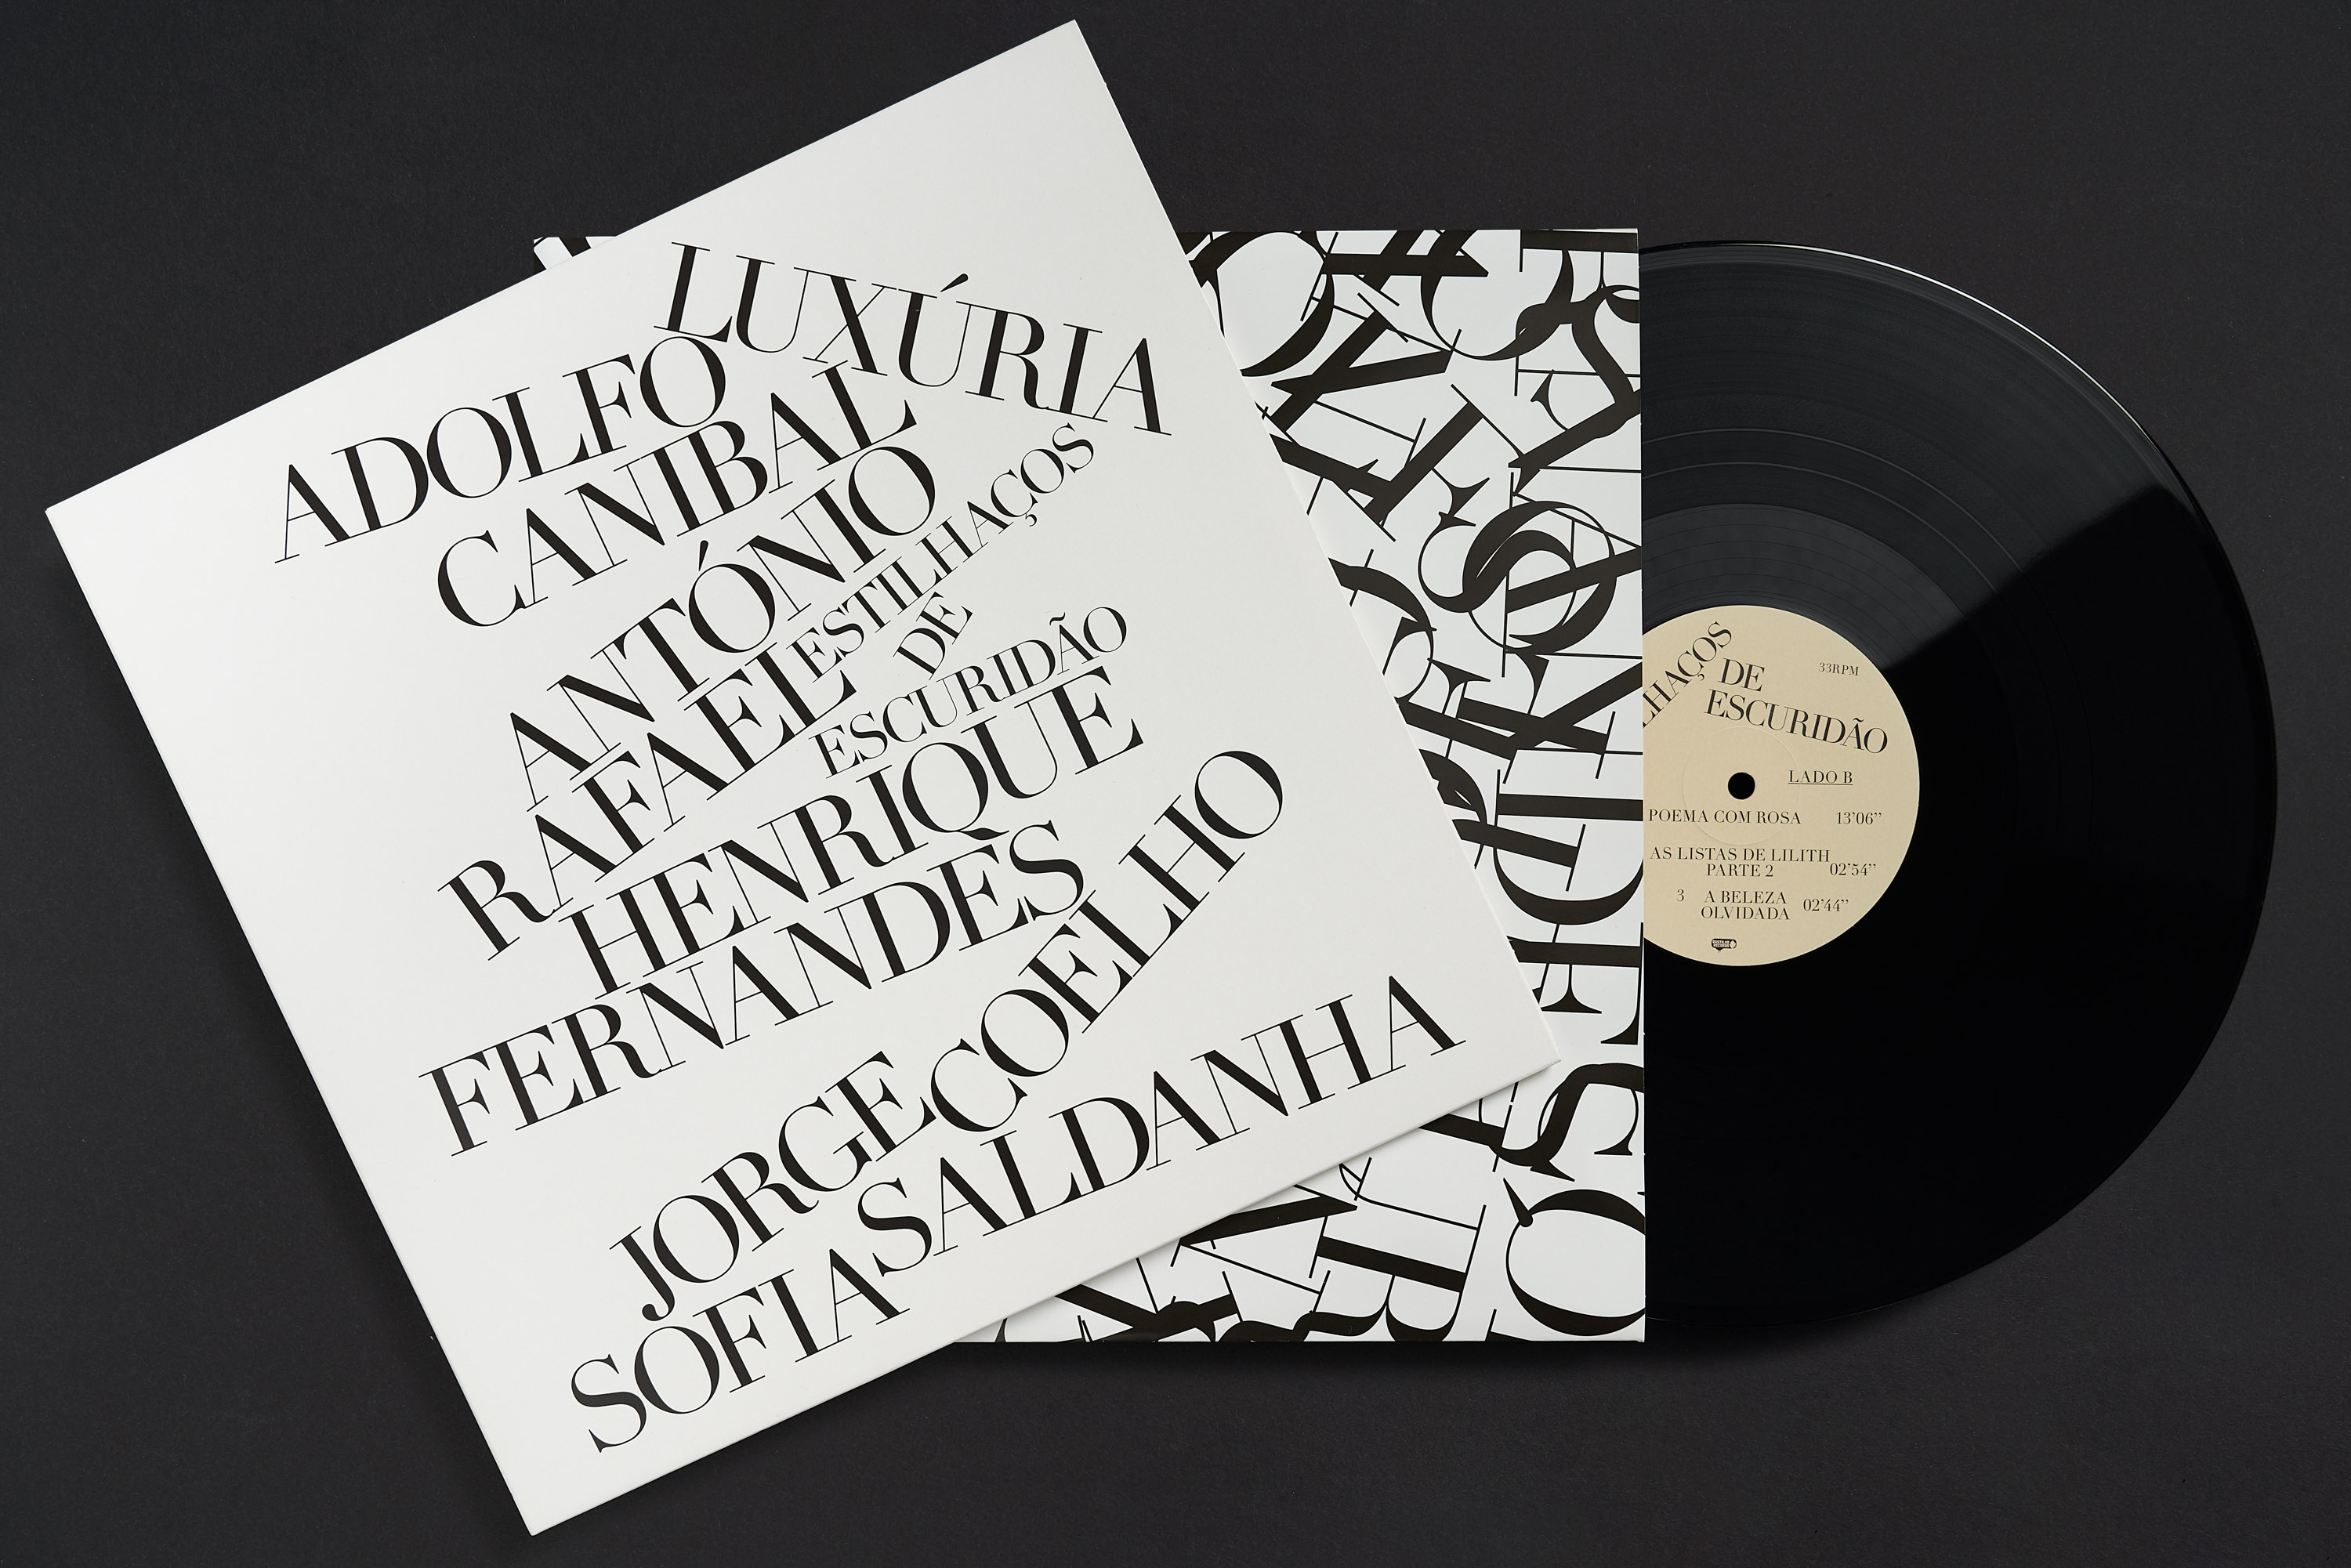 ADOLFO LUXÚRIA
CANIBAL
ANTÓNIO
RAFAEL
ESTILHAÇOS
DE
ESCURIDÃO
HENRIQUE
FERNANDES
JORGE COELHO
SOFIA SALDANHA
LHAÇOS
DE
ESCURIDÃO
33RPM
LADO B
POEMA COM ROSA 13’06”
AS LISTAS DE LILITH
PARTE 2 02’54”
3 A BELEZA
OLVIDADA 02’44”